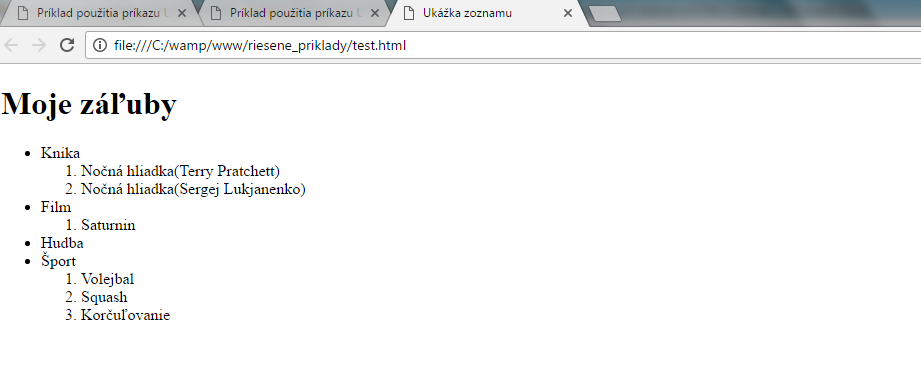 Príklad použitia príkazu
Príklad použitia príkazu
Ukážka zoznamu
file:///C:/wamp/www/riesene_priklady/test.html
Moje záľuby
• Knika
1. Nočná hliadka(Terry Pratchett)
2. Nočná hliadka(Sergej Lukjanenko)
• Film
1. Saturnin
• Hudba
• Šport
1. Volejbal
2. Squash
3. Korčuľovanie